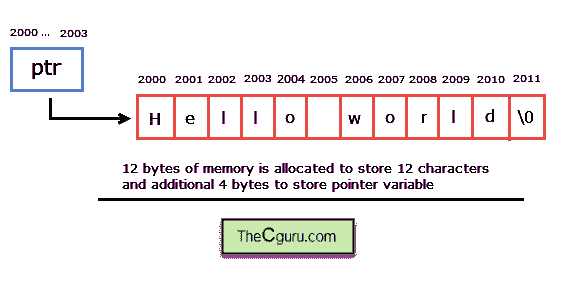 2000 ... 2003
ptr
2000 2001 2002 2003 2004 2005 2006 2007 2008 2009 2010 2011
H e l l o w o r l d \0
12 bytes of memory is allocated to store 12 characters
and additional 4 bytes to store pointer variable
TheCguru.com